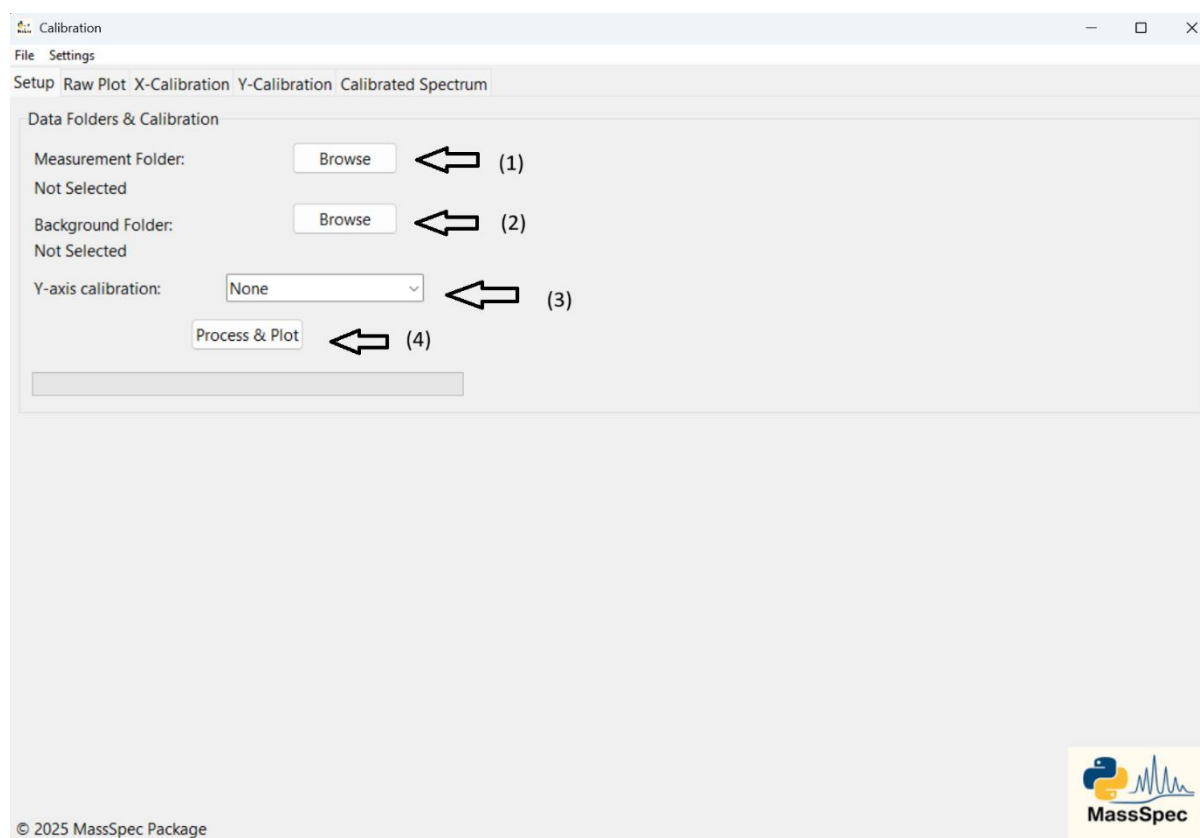 Calibration
File Settings
Setup Raw Plot X-Calibration Y-Calibration Calibrated Spectrum
Data Folders & Calibration
Measurement Folder: Browse (1)
Not Selected
Background Folder: Browse (2)
Not Selected
Y-axis calibration: None (3)
Process & Plot (4)
MassSpec
© 2025 MassSpec Package